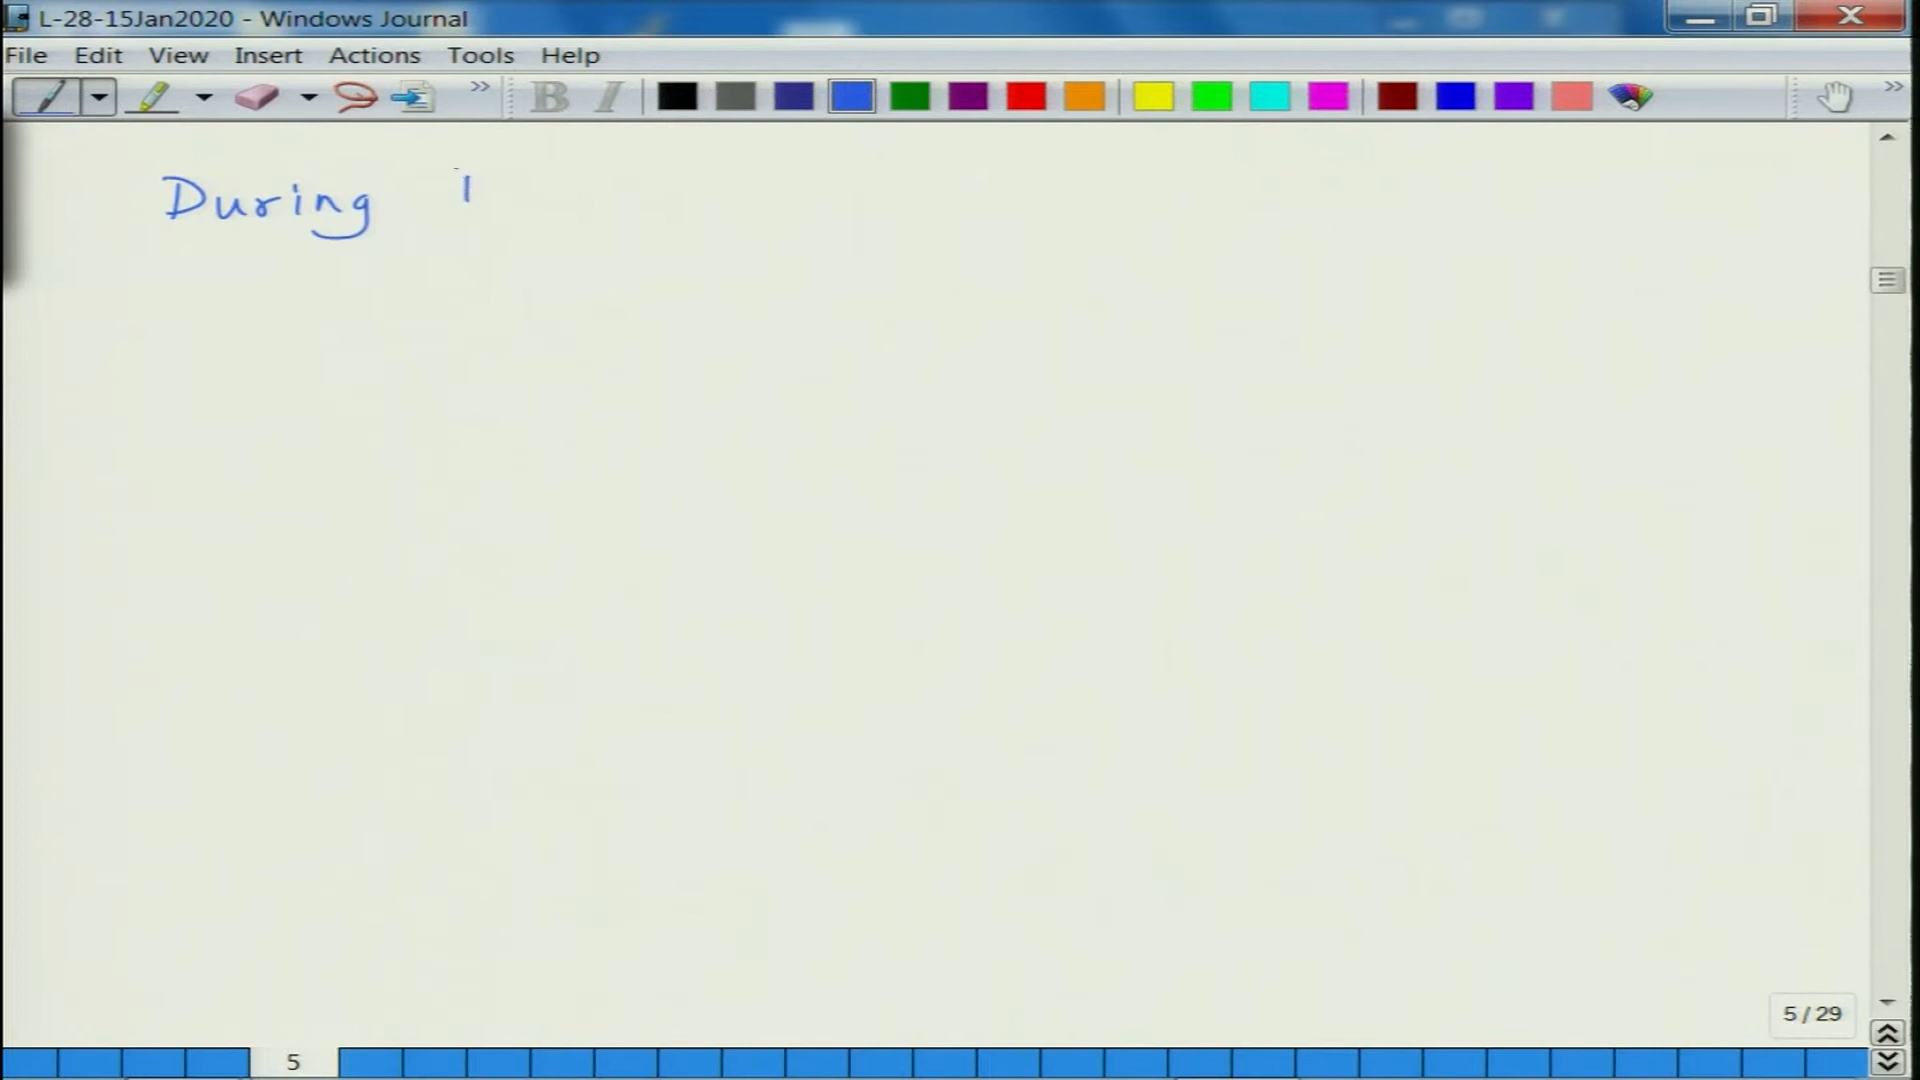 L-28-15Jan2020 - Windows Journal
File Edit View Insert Actions Tools Help
B I
During
5 / 29
5